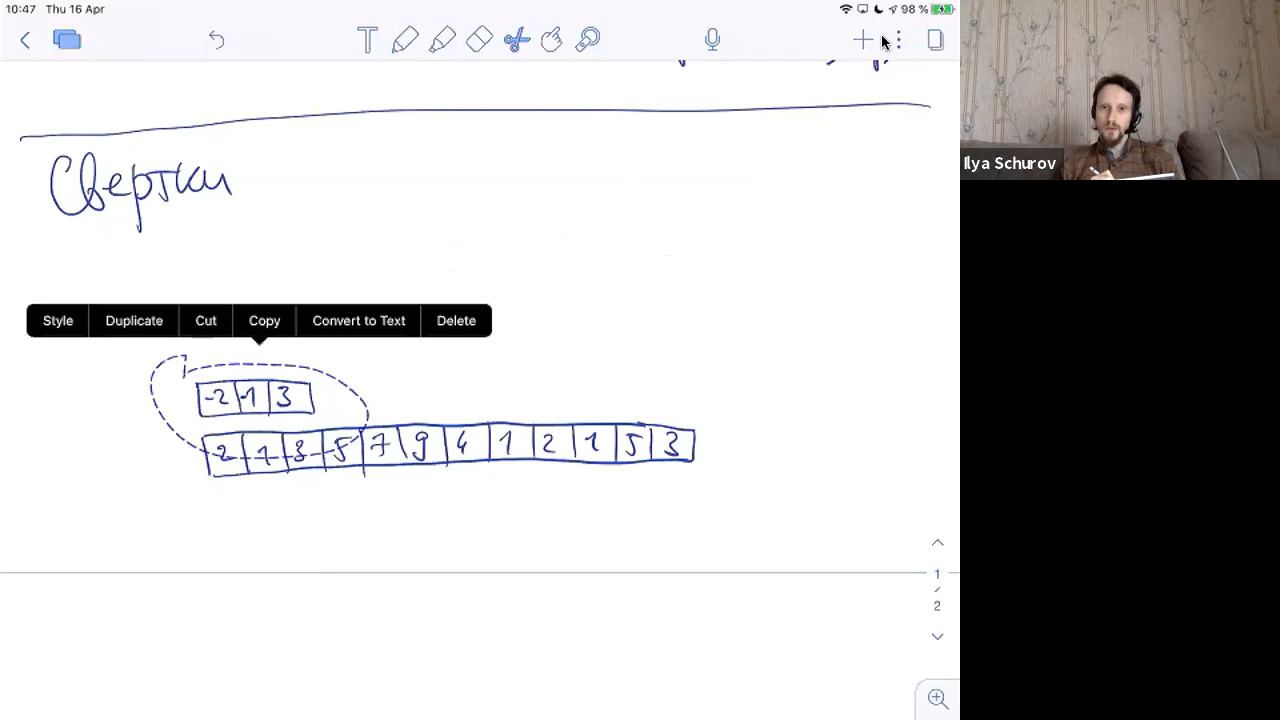 10:47 Thu 16 Apr 98 %
T
Ilya Schurov
Свертки
Style Duplicate Cut Copy Convert to Text Delete
-2 -1 3
2 1 3 5 7 9 4 1 2 1 5 3
1
2